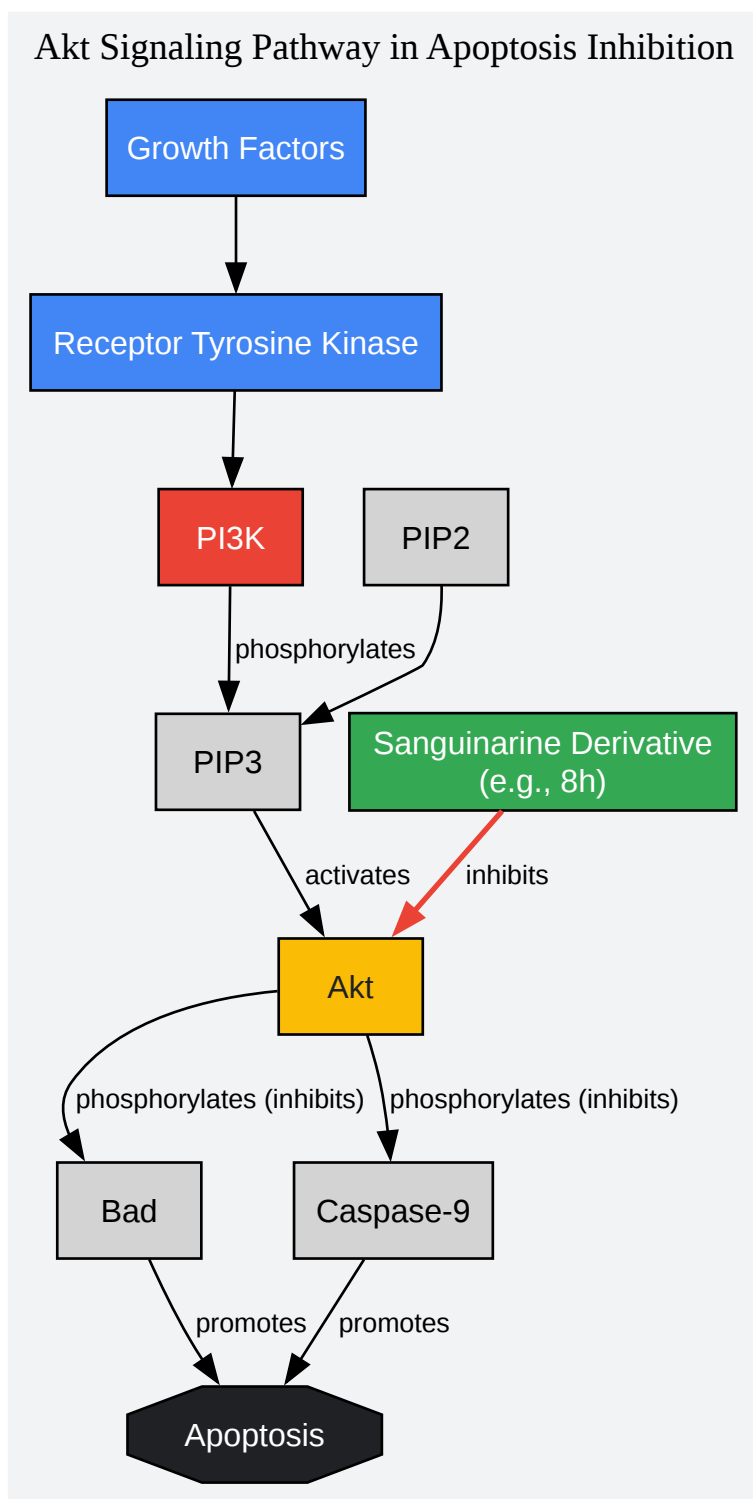 Akt Signaling Pathway in Apoptosis Inhibition
Growth Factors
Receptor Tyrosine Kinase
PI3K
PIP2
phosphorylates
PIP3
Sanguinarine Derivative
(e.g., 8h)
activates
inhibits
Akt
phosphorylates (inhibits)
phosphorylates (inhibits)
Bad
Caspase-9
promotes
promotes
Apoptosis